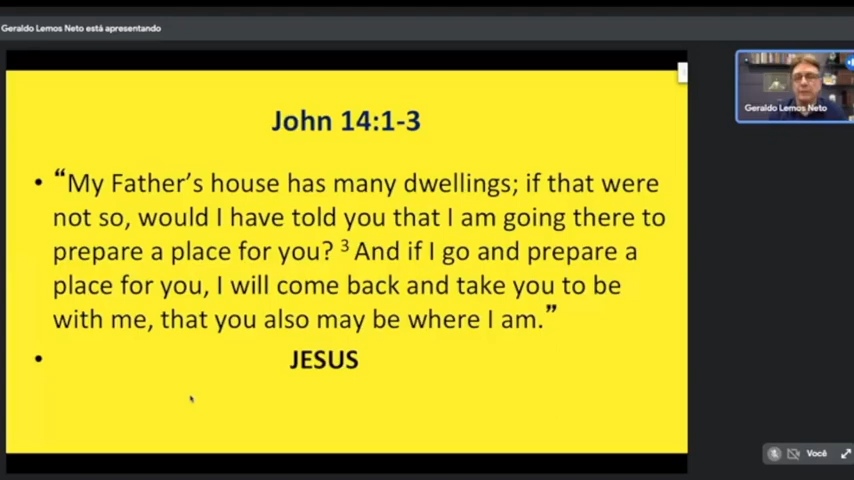 Geraldo Lemos Neto está apresentando
John 14:1-3
• “My Father’s house has many dwellings; if that were
not so, would I have told you that I am going there to
prepare a place for you? ³ And if I go and prepare a
place for you, I will come back and take you to be
with me, that you also may be where I am.”
• JESUS
Geraldo Lemos Neto
Você